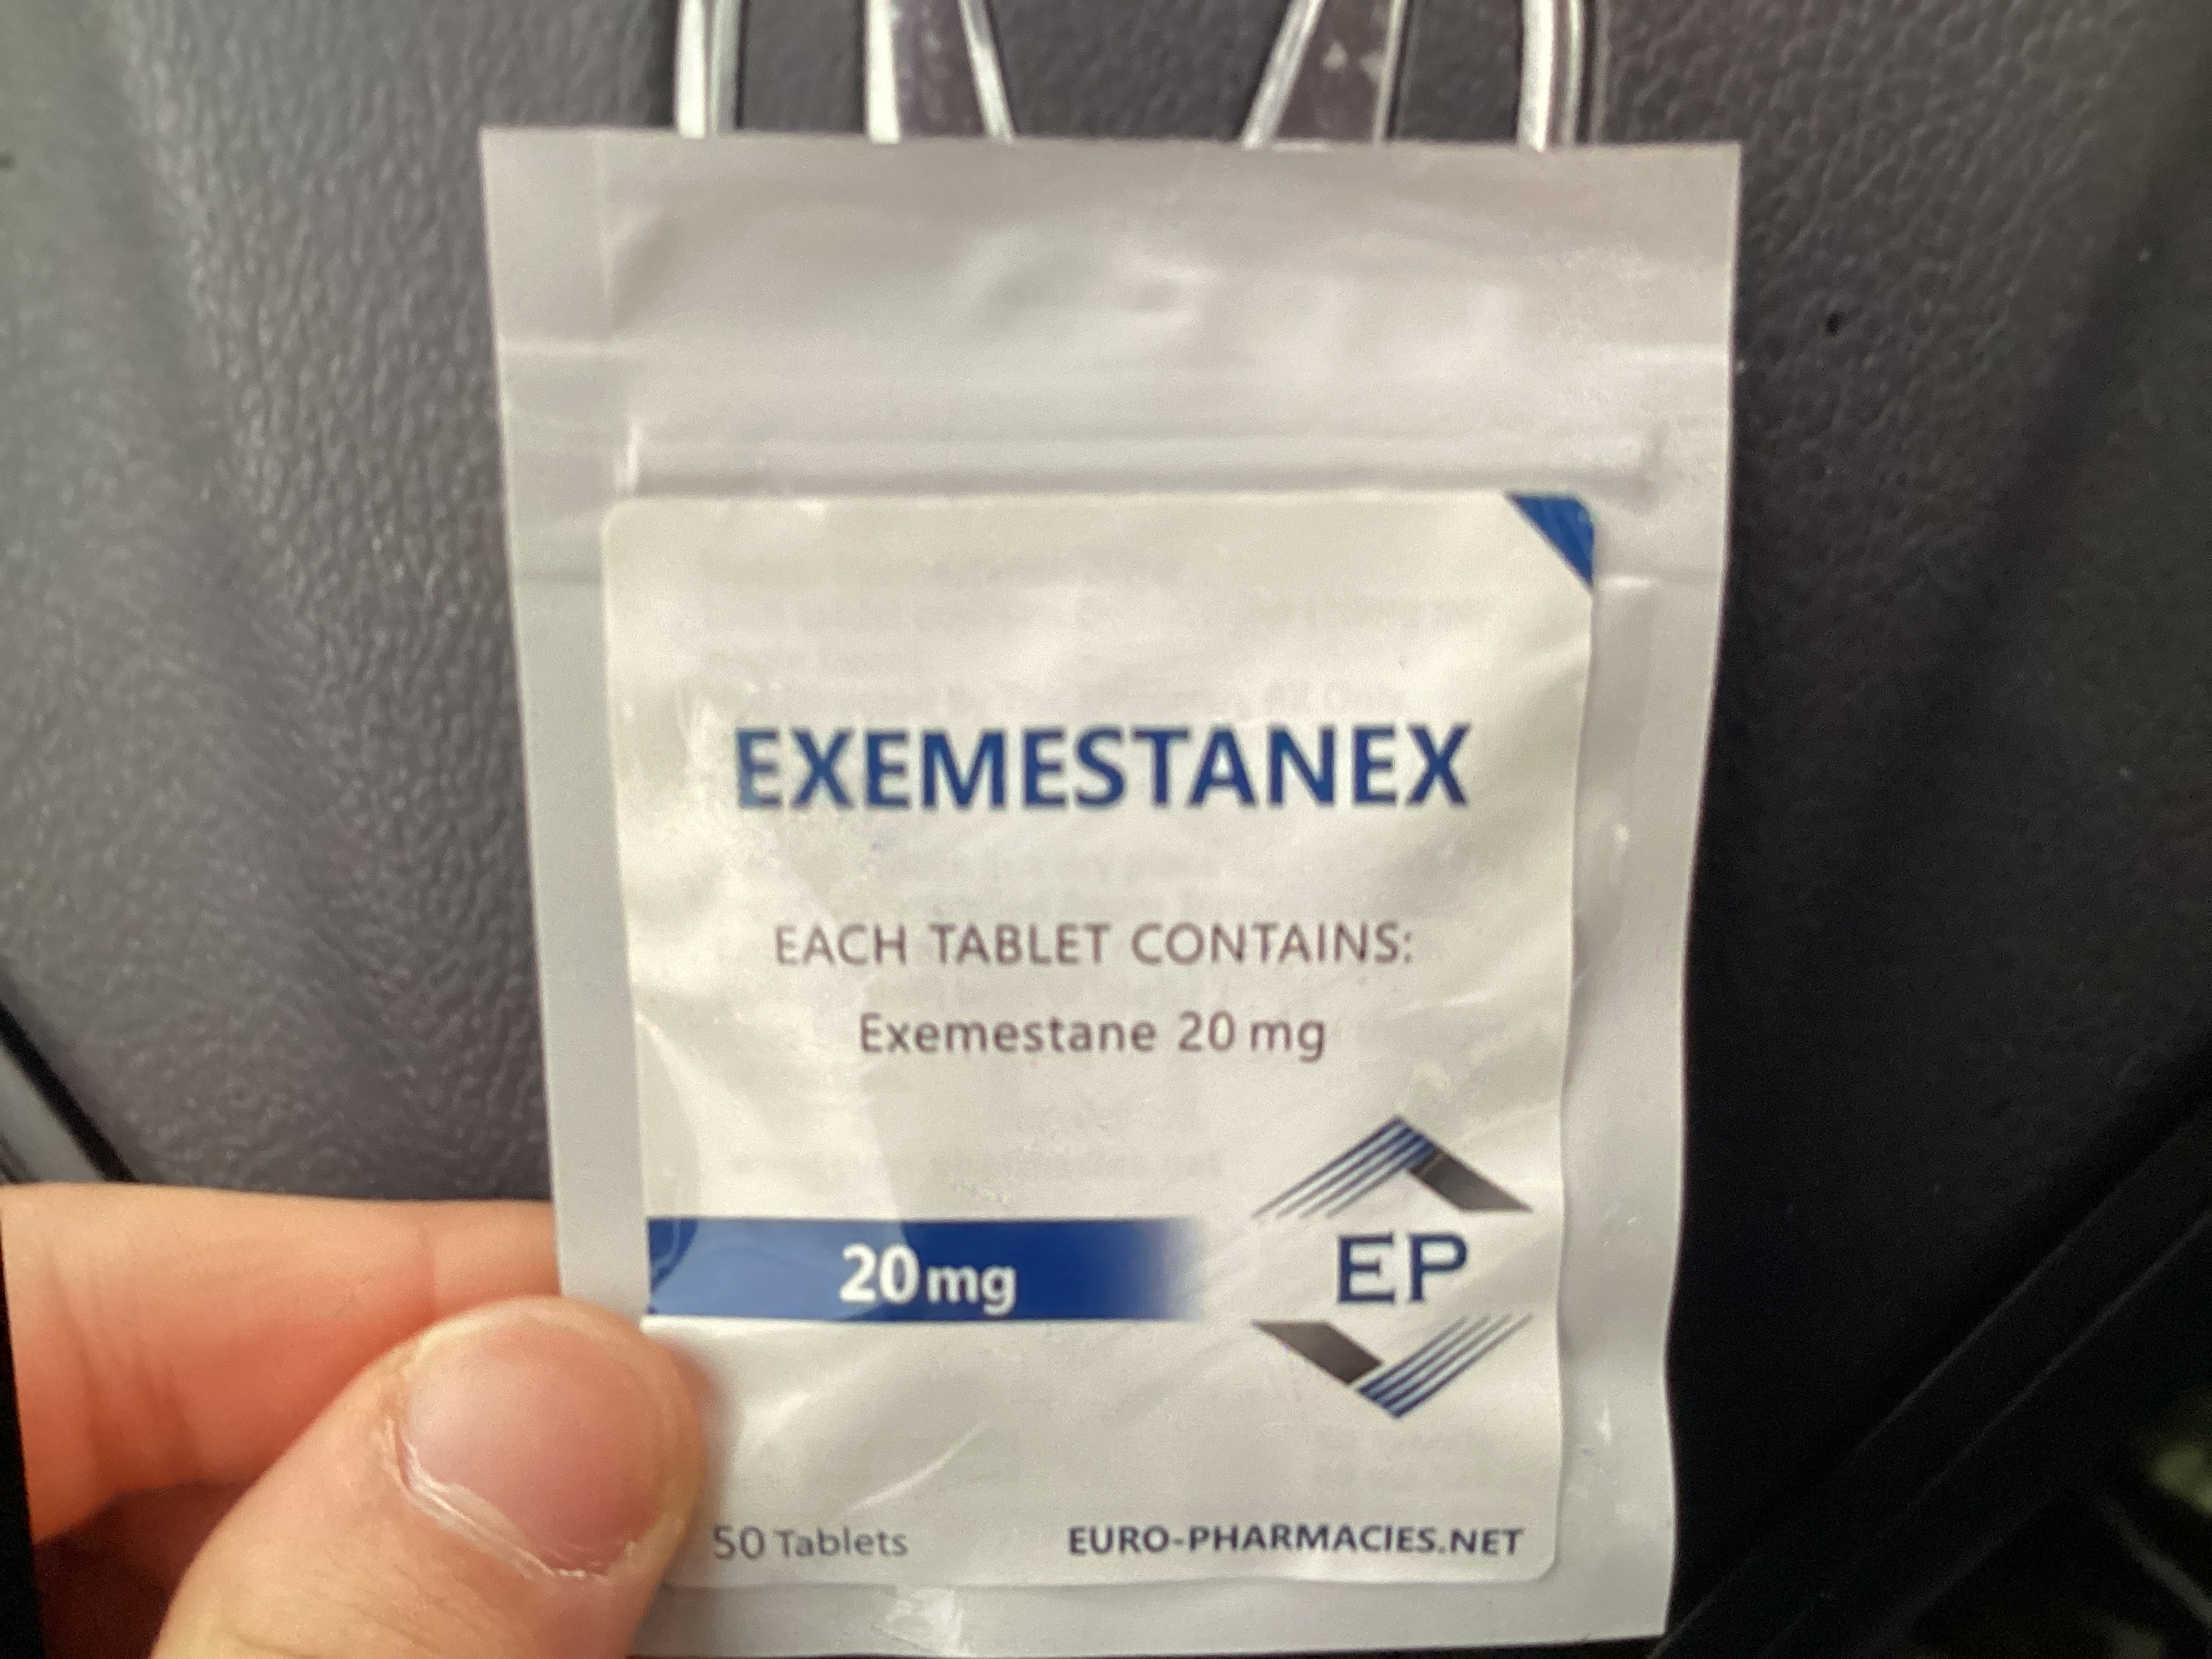 EXEMESTANEX
EACH TABLET CONTAINS:
Exemestane 20 mg
20mg
EP
50 Tablets
EURO-PHARMACIES.NET